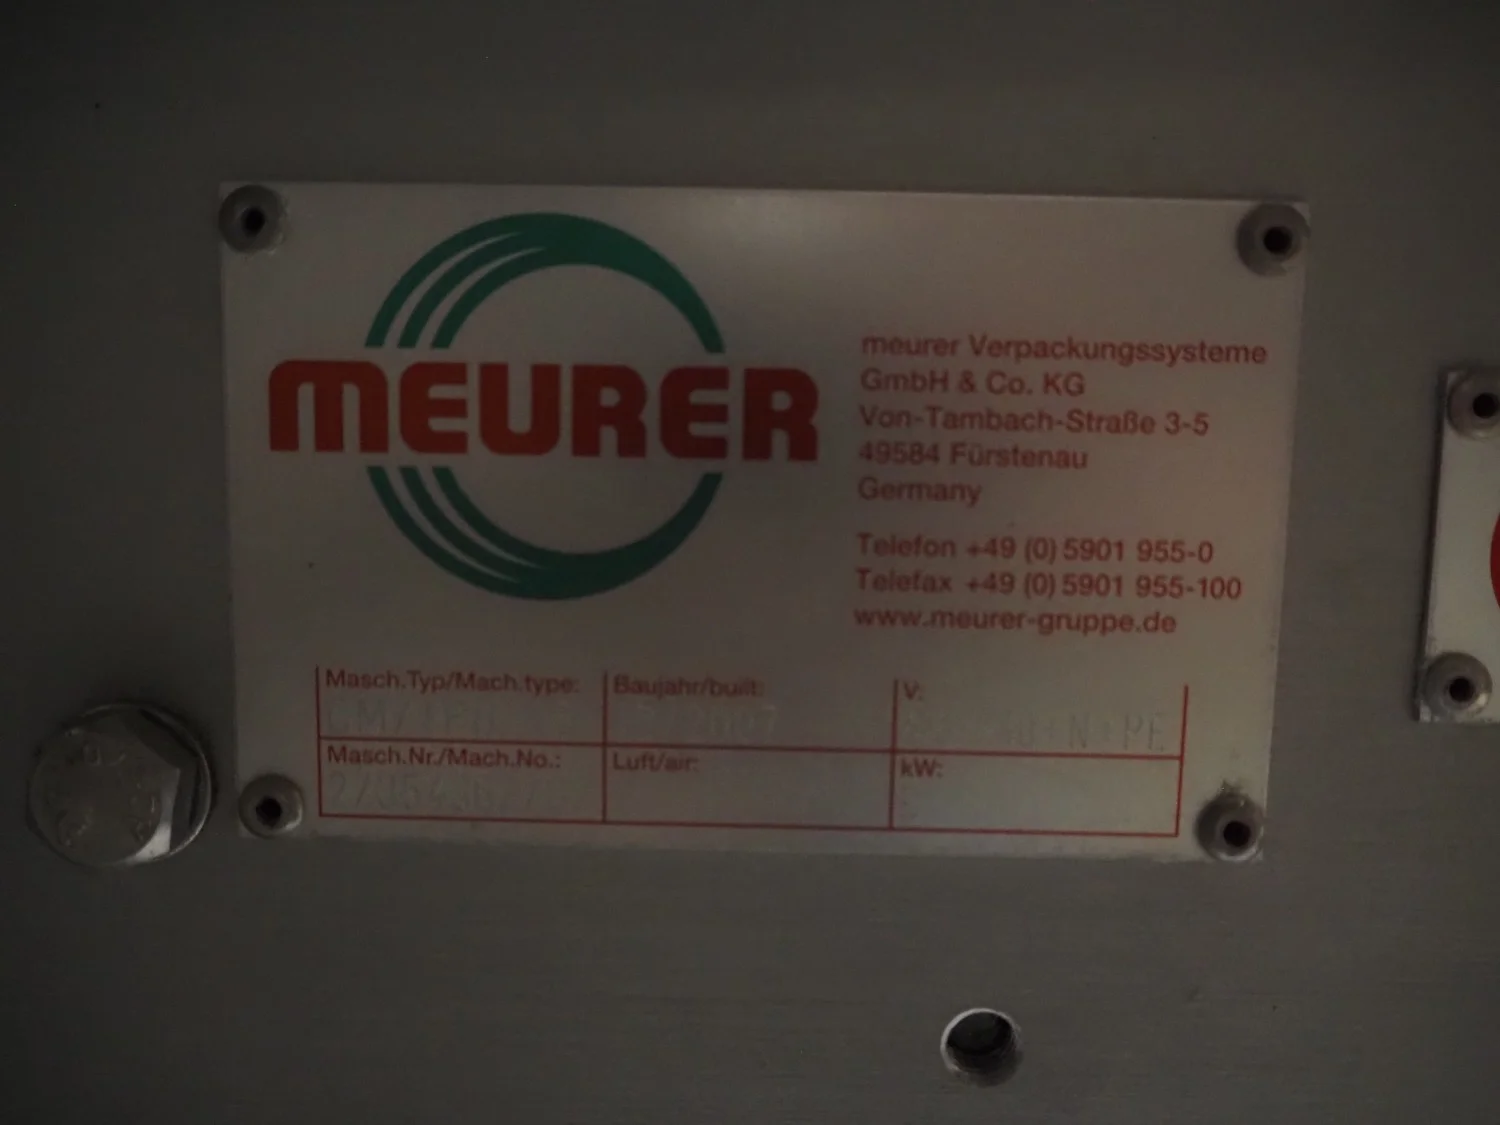 MEURER
meurer Verpackungssysteme
GmbH & Co. KG
Von-Tambach-Straße 3-5
49584 Fürstenau
Germany
Telefon +49 (0) 5901 955-0
Telefax +49 (0) 5901 955-100
www.meurer-gruppe.de
Masch.Typ/Mach.type: Baujahr/built: V:
Masch.Nr./Mach.No.: Luft/air: kW: